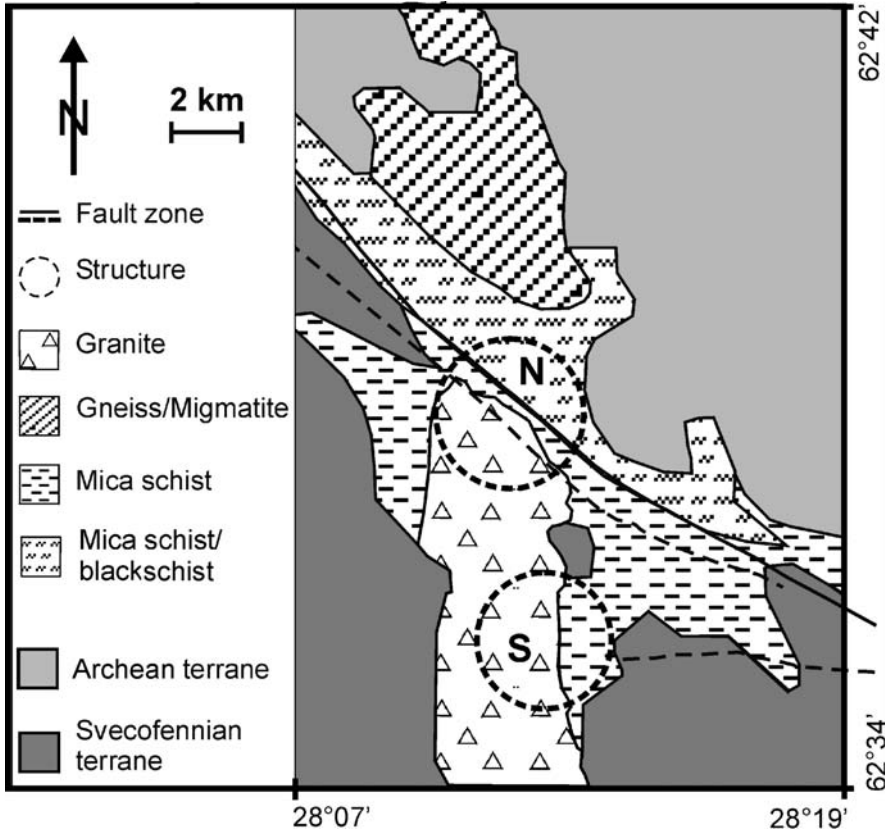 N
2 km
Fault zone
Structure
Granite
Gneiss/Migmatite
Mica schist
Mica schist/
blackschist
Archean terrane
Svecofennian
terrane
N
S
62°42'
62°34'
28°07'
28°19'